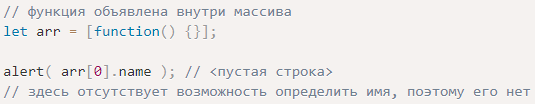 // функция объявлена внутри массива
let arr = [function() {}];
alert( arr[0].name ); // <пустая строка>
// здесь отсутствует возможность определить имя, поэтому его нет